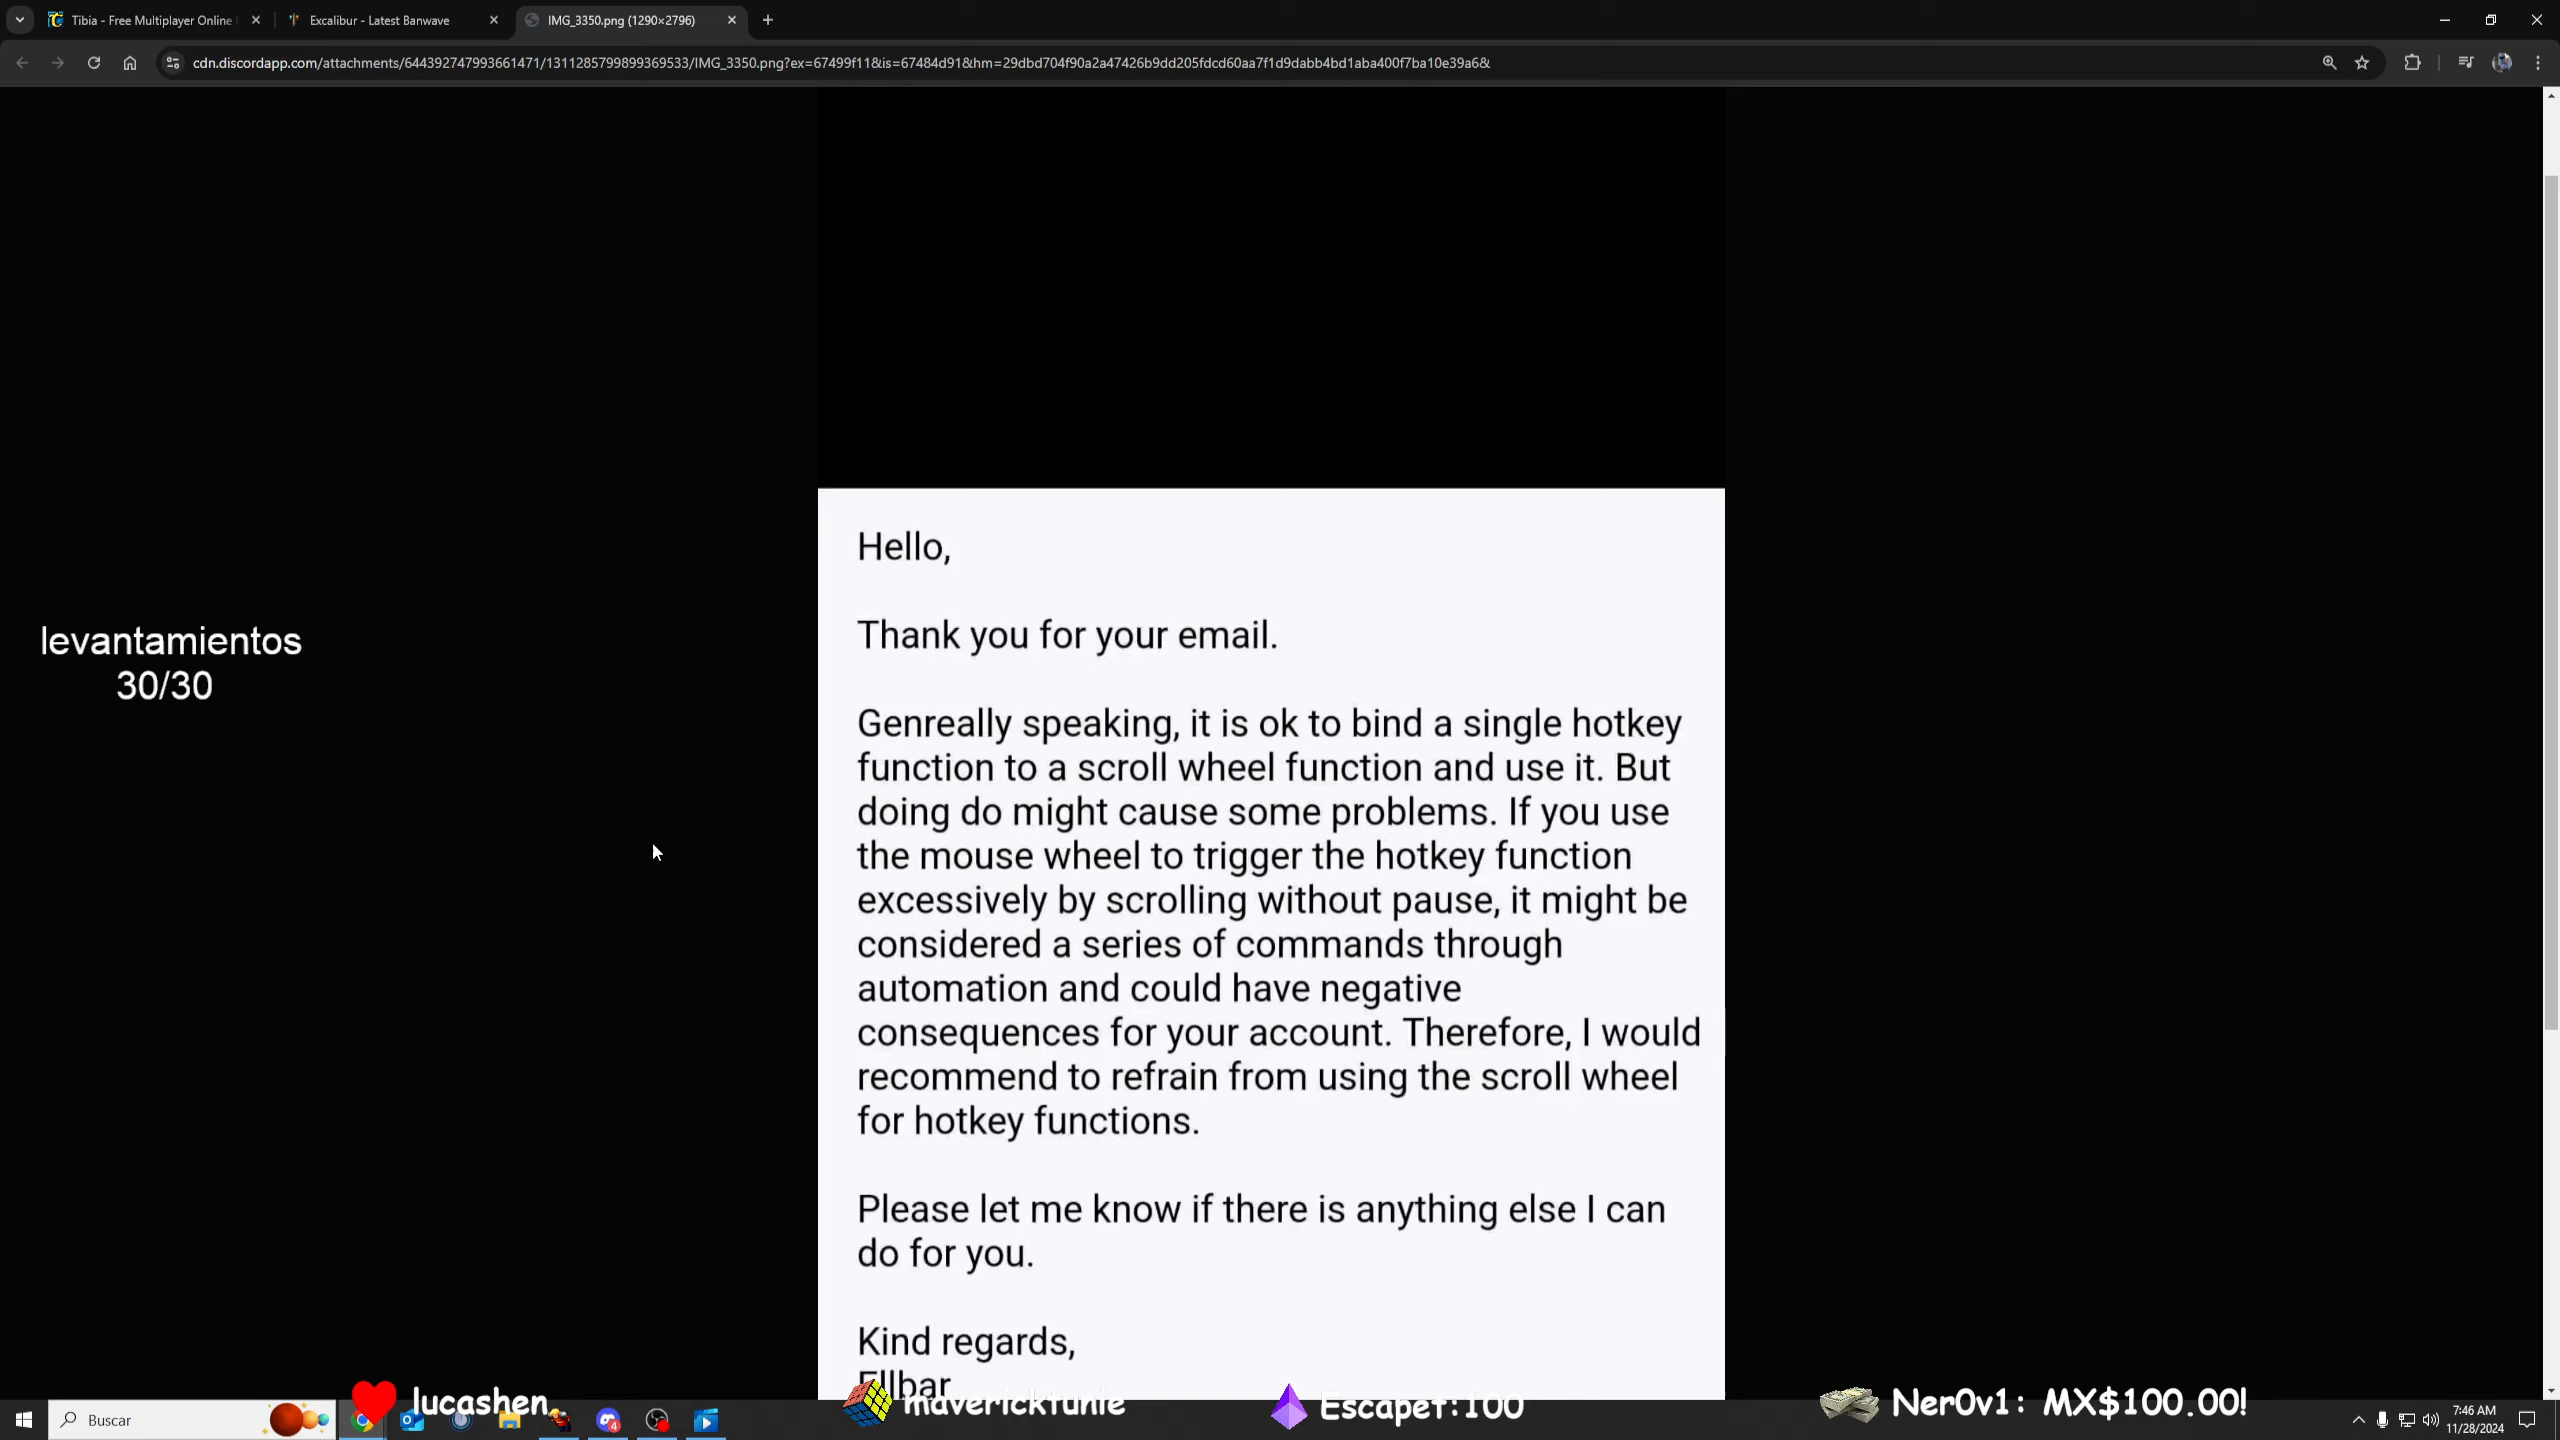 Tibia - Free Multiplayer Online
Excalibur - Latest Banwave
IMG_3350.png (1290×2796)
cdn.discordapp.com/attachments/644392747993661471/1311285799899369533/IMG_3350.png?ex=67499f11&is=67484d91&hm=29dbd704f90a2a47426b9dd205fdcd60aa7f1d9dabb4bd1aba400f7ba10e39a6&
levantamientos
30/30
Hello,
Thank you for your email.
Genreally speaking, it is ok to bind a single hotkey
function to a scroll wheel function and use it. But
doing do might cause some problems. If you use
the mouse wheel to trigger the hotkey function
excessively by scrolling without pause, it might be
considered a series of commands through
automation and could have negative
consequences for your account. Therefore, I would
recommend to refrain from using the scroll wheel
for hotkey functions.
Please let me know if there is anything else I can
do for you.
Kind regards,
lucashen
mavericktunie
Escapet:100
Ner0v1: MX$100.00!
Buscar
4
7:46 AM
11/28/2024